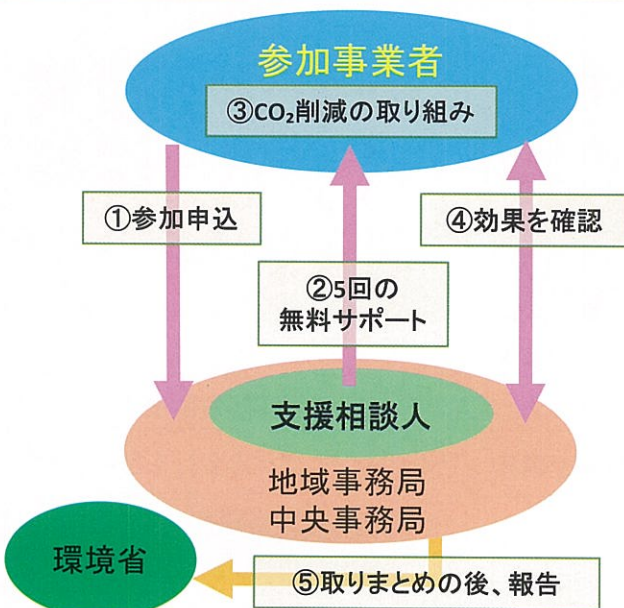 参加事業者
③CO₂削減の取り組み
①参加申込
④効果を確認
②5回の
無料サポート
支援相談人
地域事務局
中央事務局
環境省
⑤取りまとめの後、報告